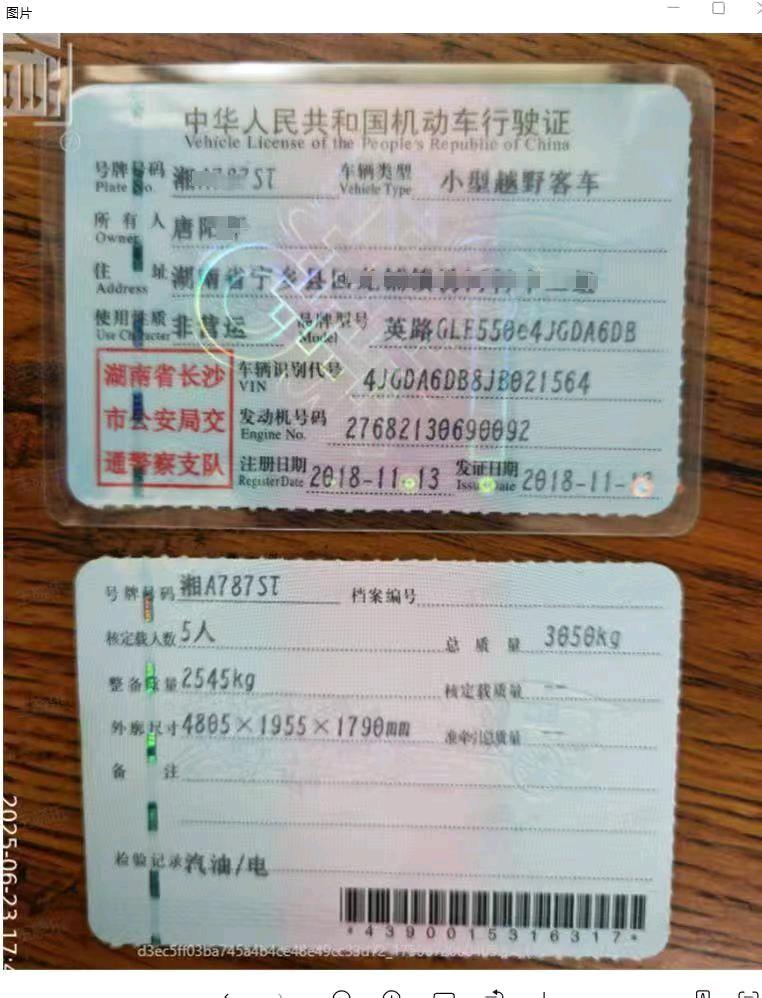 图片
中华人民共和国机动车行驶证
Vehicle License of the People's Republic of China
号牌号码 湘 ST 车辆类型 小型越野客车
Plate No. Vehicle Type
所有人 唐阳
Owner
住址 湖南省宁乡县
Address
使用性质 非营运 品牌型号 英路GLE550e4JGDA6DB
Use Character Model
湖南省长沙
市公安局交
通警察支队
车辆识别代号 4JGDA6DB8JB021564
VIN
发动机号码 27682130690092
Engine No.
注册日期 2018-11-13 发证日期 2018-11-
Register Date Issue Date
号牌号码 湘A787ST 档案编号
核定载人数 5人 总质量 3050kg
整备质量 2545kg 核定载质量 --
外廓尺寸 4805×1955×1790mm 准牵引总质量 --
备注
检验记录 汽油/电
*4390015316317*
2025-06-23 17: